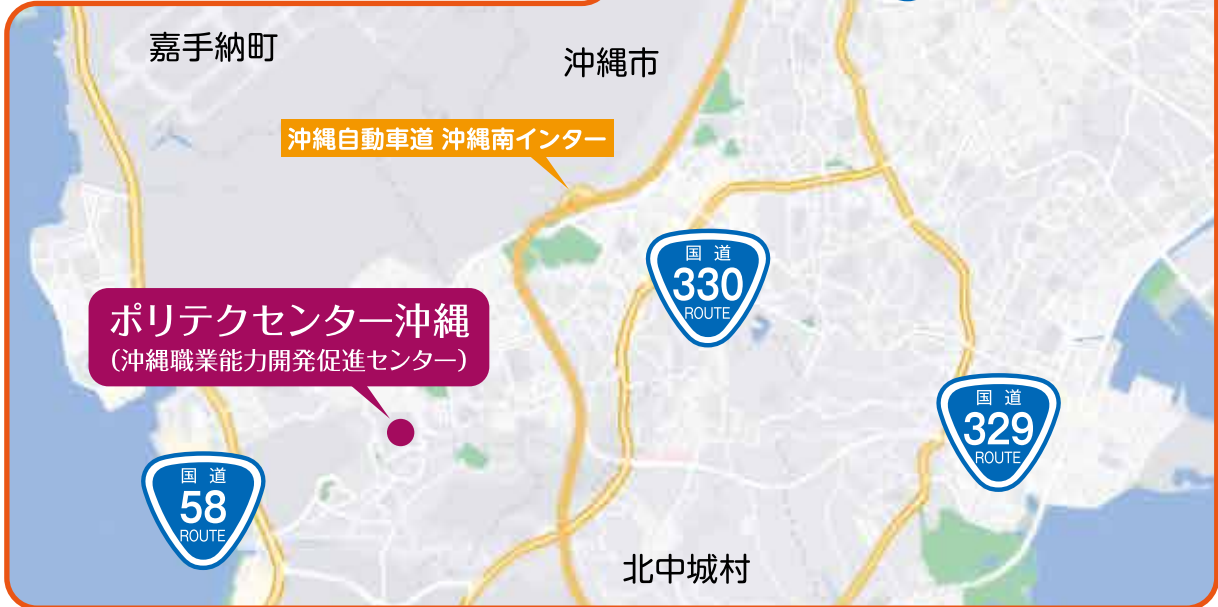 嘉手納町
沖縄市
沖縄自動車道 沖縄南インター
国道
330
ROUTE
ポリテクセンター沖縄
(沖縄職業能力開発促進センター)
国道
329
ROUTE
国道
58
ROUTE
北中城村